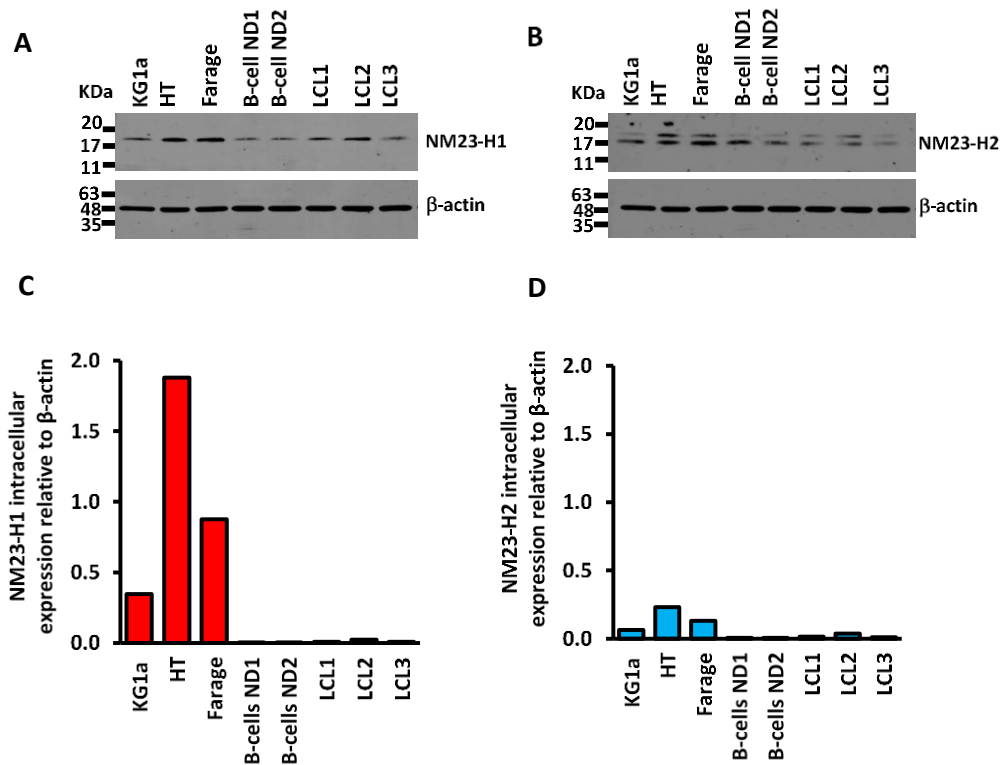 A
KDa
KG1a
HT
Farage
B-cell ND1
B-cell ND2
LCL1
LCL2
LCL3
20
17
11
NM23-H1
63
48
35
β-actin
B
KDa
KG1a
HT
Farage
B-cell ND1
B-cell ND2
LCL1
LCL2
LCL3
20
17
11
NM23-H2
63
48
35
β-actin
C
NM23-H1 intracellular
expression relative to β-actin
2.0
1.5
1.0
0.5
0.0
KG1a
HT
Farage
B-cells ND1
B-cells ND2
LCL1
LCL2
LCL3
D
NM23-H2 intracellular
expression relative to β-actin
2.0
1.5
1.0
0.5
0.0
KG1a
HT
Farage
B-cells ND1
B-cells ND2
LCL1
LCL2
LCL3